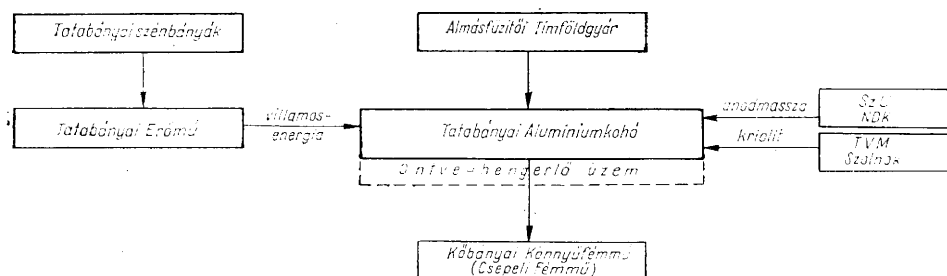 Tatabányai szénbányák
Almásfüzitői Timföldgyár
Tatabányai Erőmű
villamos-
energia
Tatabányai Alumíniumkohó
anódmassza
SzU
NDK
kriolit
TVM
Szolnok
Öntve-hengerlő üzem
Kőbányai Könnyűfémmű
(Csepeli Fémmű)